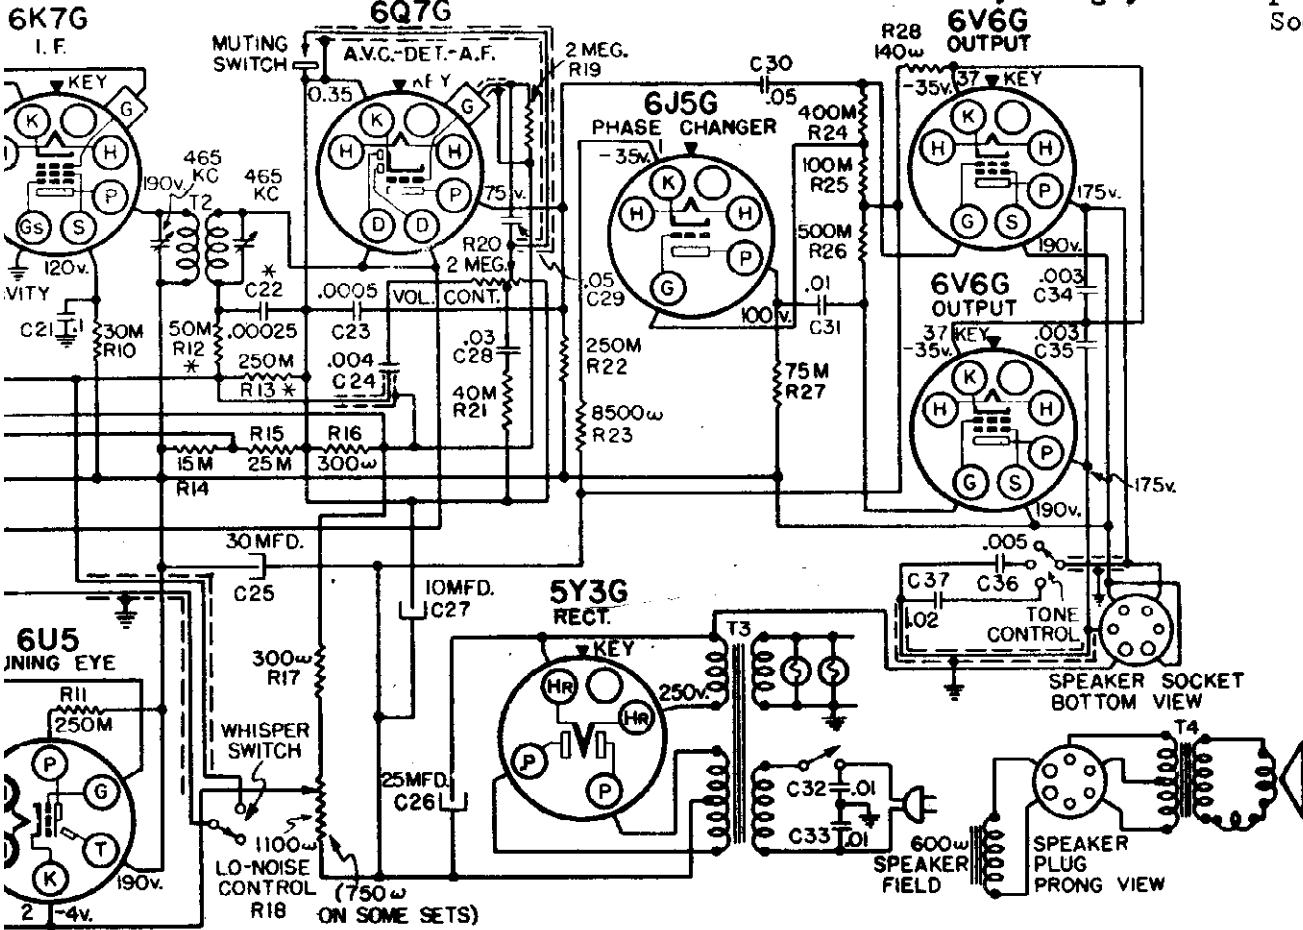 6K7G
I. F.
KEY
K
G
H
P
Gs
S
190v.
120v.
VITY
C21
.1
30M
R10
465
KC
T2
465
KC
*
C22
.00025
50M
R12
*
250M
R13 *
MUTING
SWITCH
6Q7G
A.V.C.-DET.-A.F.
KEY
0.35
K
G
H
H
P
D
D
75v.
2 MEG.
R19
R20
2 MEG.
VOL. CONT.
.05
C29
.0005
C23
.004
C24
.03
C28
40M
R21
250M
R22
8500ω
R23
C30
.05
6J5G
PHASE CHANGER
-35v.
K
H
H
P
G
100v.
.01
C31
75M
R27
400M
R24
100M
R25
500M
R26
R28
140ω
6V6G
OUTPUT
-35v.
37
KEY
K
H
H
P
G
S
175v.
190v.
.003
C34
.003
C35
6V6G
OUTPUT
37
KEY
-35v.
K
H
H
P
G
S
175v.
190v.
15M
R14
R15
25M
R16
300ω
30MFD.
C25
10MFD.
C27
300ω
R17
25MFD.
C26
5Y3G
RECT.
KEY
HR
HR
P
P
250v.
T3
C32
.01
C33
.01
.005
C36
C37
.02
TONE
CONTROL
SPEAKER SOCKET
BOTTOM VIEW
T4
600ω
SPEAKER
FIELD
SPEAKER
PLUG
PRONG VIEW
6U5
UNING EYE
R11
250M
P
G
T
K
190v.
2
-4v.
WHISPER
SWITCH
1100ω
LO-NOISE
CONTROL
R18
(750ω
ON SOME SETS)
So